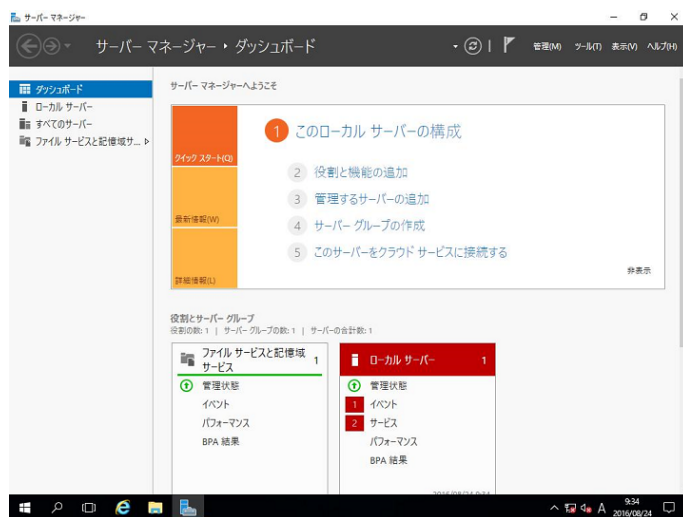 サーバー マネージャー
サーバー マネージャー ・ ダッシュボード
管理(M) ツール(T) 表示(V) ヘルプ(H)
ダッシュボード
ローカル サーバー
すべてのサーバー
ファイル サービスと記憶域サ...
サーバー マネージャーへようこそ
クイック スタート(Q)
最新情報(W)
詳細情報(L)
1 このローカル サーバーの構成
2 役割と機能の追加
3 管理するサーバーの追加
4 サーバー グループの作成
5 このサーバーをクラウド サービスに接続する
非表示
役割とサーバー グループ
役割の数: 1 | サーバー グループの数: 1 | サーバーの合計数: 1
ファイル サービスと記憶域
サービス 1
管理状態
イベント
パフォーマンス
BPA 結果
ローカル サーバー 1
管理状態
1 イベント
2 サービス
パフォーマンス
BPA 結果
2016/08/24 9:34
A
9:34
2016/08/24